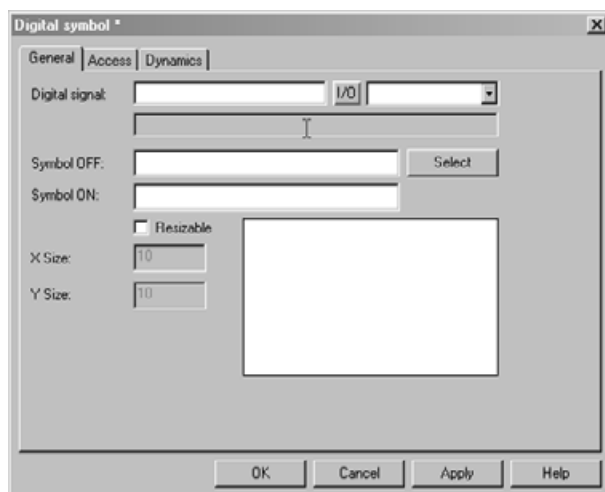 Digital symbol *
General Access Dynamics
Digital signal: I/O
Symbol OFF: Select
Symbol ON:
Resizable
X Size: 10
Y Size: 10
OK Cancel Apply Help